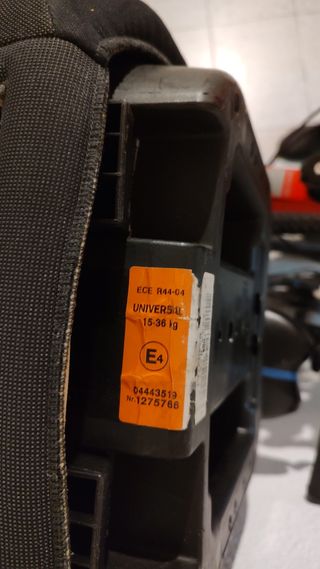 ECE R44-04
UNIVERSAL
15-36 kg
E4
04443519
Nr.1275766